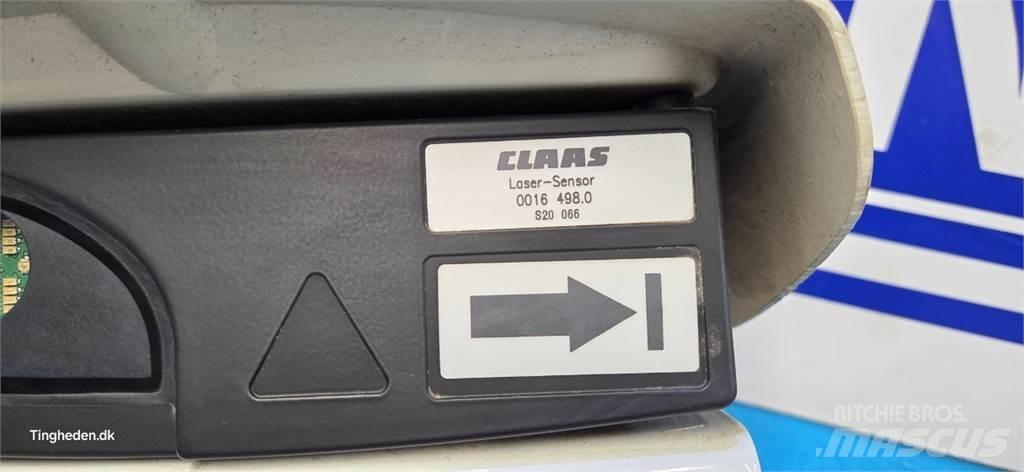 CLAAS
Laser-Sensor
0016 498.0
S20 066
Tingheden.dk
RITCHIE BROS.
MASCUS